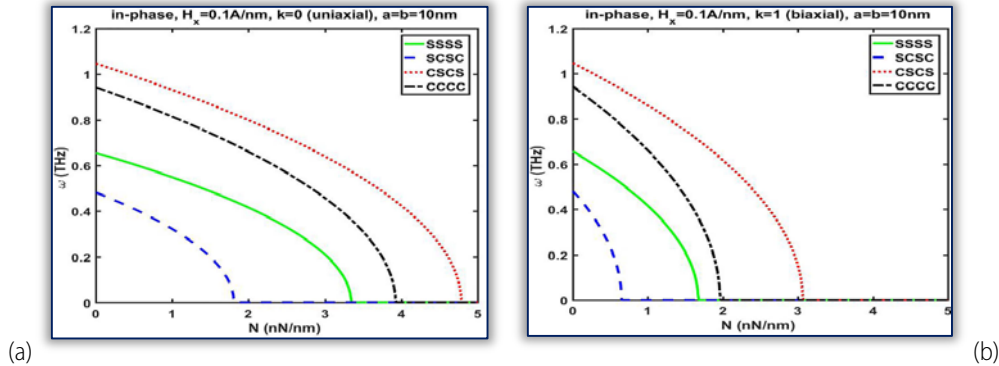 in-phase, H_x=0.1A/nm, k=0 (uniaxial), a=b=10nm
1.2
1
0.8
0.6
0.4
0.2
0
ω (THz)
SSSS
SCSC
CSCS
CCCC
0 1 2 3 4 5
N (nN/nm)
(a)
in-phase, H_x=0.1A/nm, k=1 (biaxial), a=b=10nm
1.2
1
0.8
0.6
0.4
0.2
0
ω (THz)
SSSS
SCSC
CSCS
CCCC
0 1 2 3 4 5
N (nN/nm)
(b)